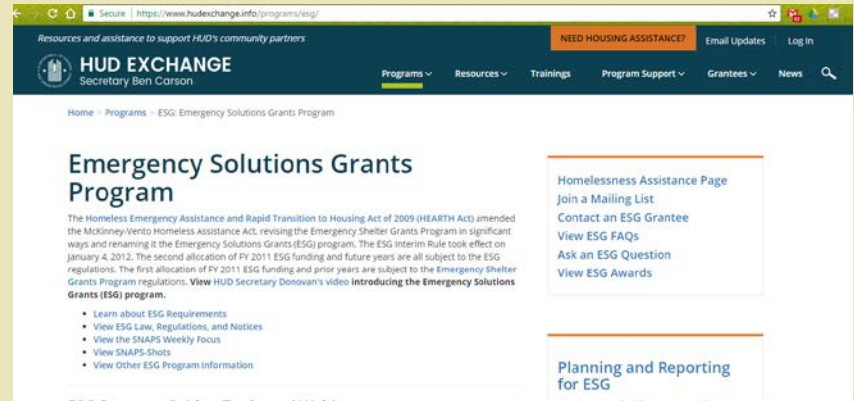 Secure https://www.hudexchange.info/programs/esg/
Resources and assistance to support HUD's community partners
NEED HOUSING ASSISTANCE? Email Updates Log In
HUD EXCHANGE
Secretary Ben Carson
Programs Resources Trainings Program Support Grantees News
Home Programs ESG: Emergency Solutions Grants Program
Emergency Solutions Grants
Program
The Homeless Emergency Assistance and Rapid Transition to Housing Act of 2009 (HEARTH Act) amended
the McKinney-Vento Homeless Assistance Act, revising the Emergency Shelter Grants Program in significant
ways and renaming it the Emergency Solutions Grants (ESG) program. The ESG Interim Rule took effect on
January 4, 2012. The second allocation of FY 2011 ESG funding and future years are all subject to the ESG
regulations. The first allocation of FY 2011 ESG funding and prior years are subject to the Emergency Shelter
Grants Program regulations. View HUD Secretary Donovan's video introducing the Emergency Solutions
Grants (ESG) program.
• Learn about ESG Requirements
• View ESG Law, Regulations, and Notices
• View the SNAPS Weekly Focus
• View SNAPS-Shots
• View Other ESG Program Information
Homelessness Assistance Page
Join a Mailing List
Contact an ESG Grantee
View ESG FAQs
Ask an ESG Question
View ESG Awards
Planning and Reporting
for ESG